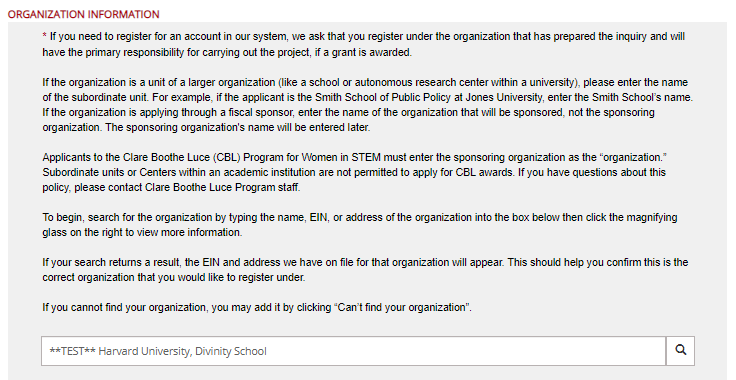 ORGANIZATION INFORMATION
* If you need to register for an account in our system, we ask that you register under the organization that has prepared the inquiry and will
have the primary responsibility for carrying out the project, if a grant is awarded.
If the organization is a unit of a larger organization (like a school or autonomous research center within a university), please enter the name
of the subordinate unit. For example, if the applicant is the Smith School of Public Policy at Jones University, enter the Smith School's name.
If the organization is applying through a fiscal sponsor, enter the name of the organization that will be sponsored, not the sponsoring
organization. The sponsoring organization's name will be entered later.
Applicants to the Clare Boothe Luce (CBL) Program for Women in STEM must enter the sponsoring organization as the “organization.”
Subordinate units or Centers within an academic institution are not permitted to apply for CBL awards. If you have questions about this
policy, please contact Clare Boothe Luce Program staff.
To begin, search for the organization by typing the name, EIN, or address of the organization into the box below then click the magnifying
glass on the right to view more information.
If your search returns a result, the EIN and address we have on file for that organization will appear. This should help you confirm this is the
correct organization that you would like to register under.
If you cannot find your organization, you may add it by clicking “Can't find your organization”.
**TEST** Harvard University, Divinity School